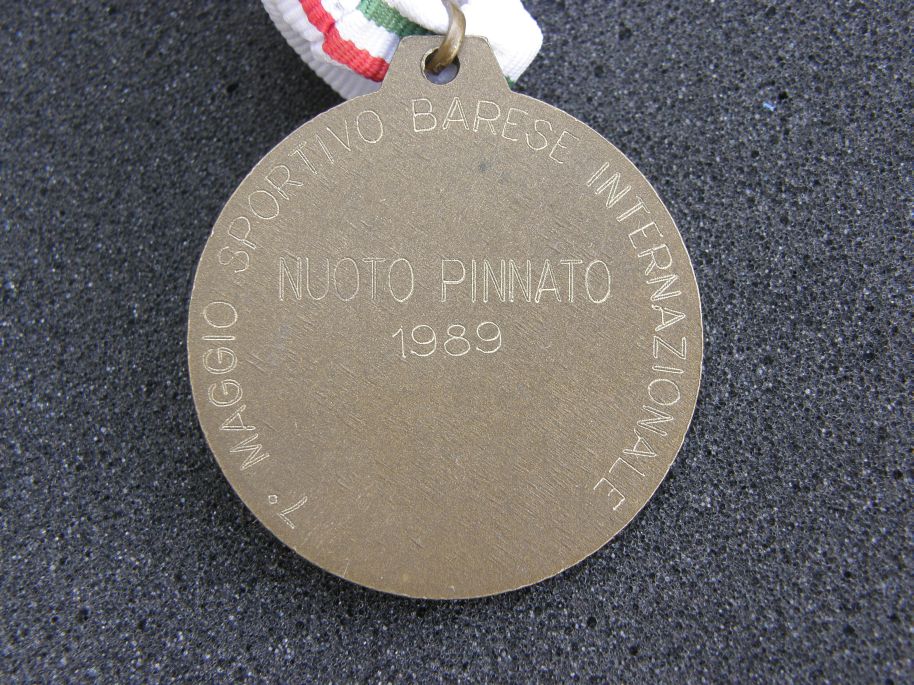 7° MAGGIO SPORTIVO BARESE INTERNAZIONALE
NUOTO PINNATO
1989